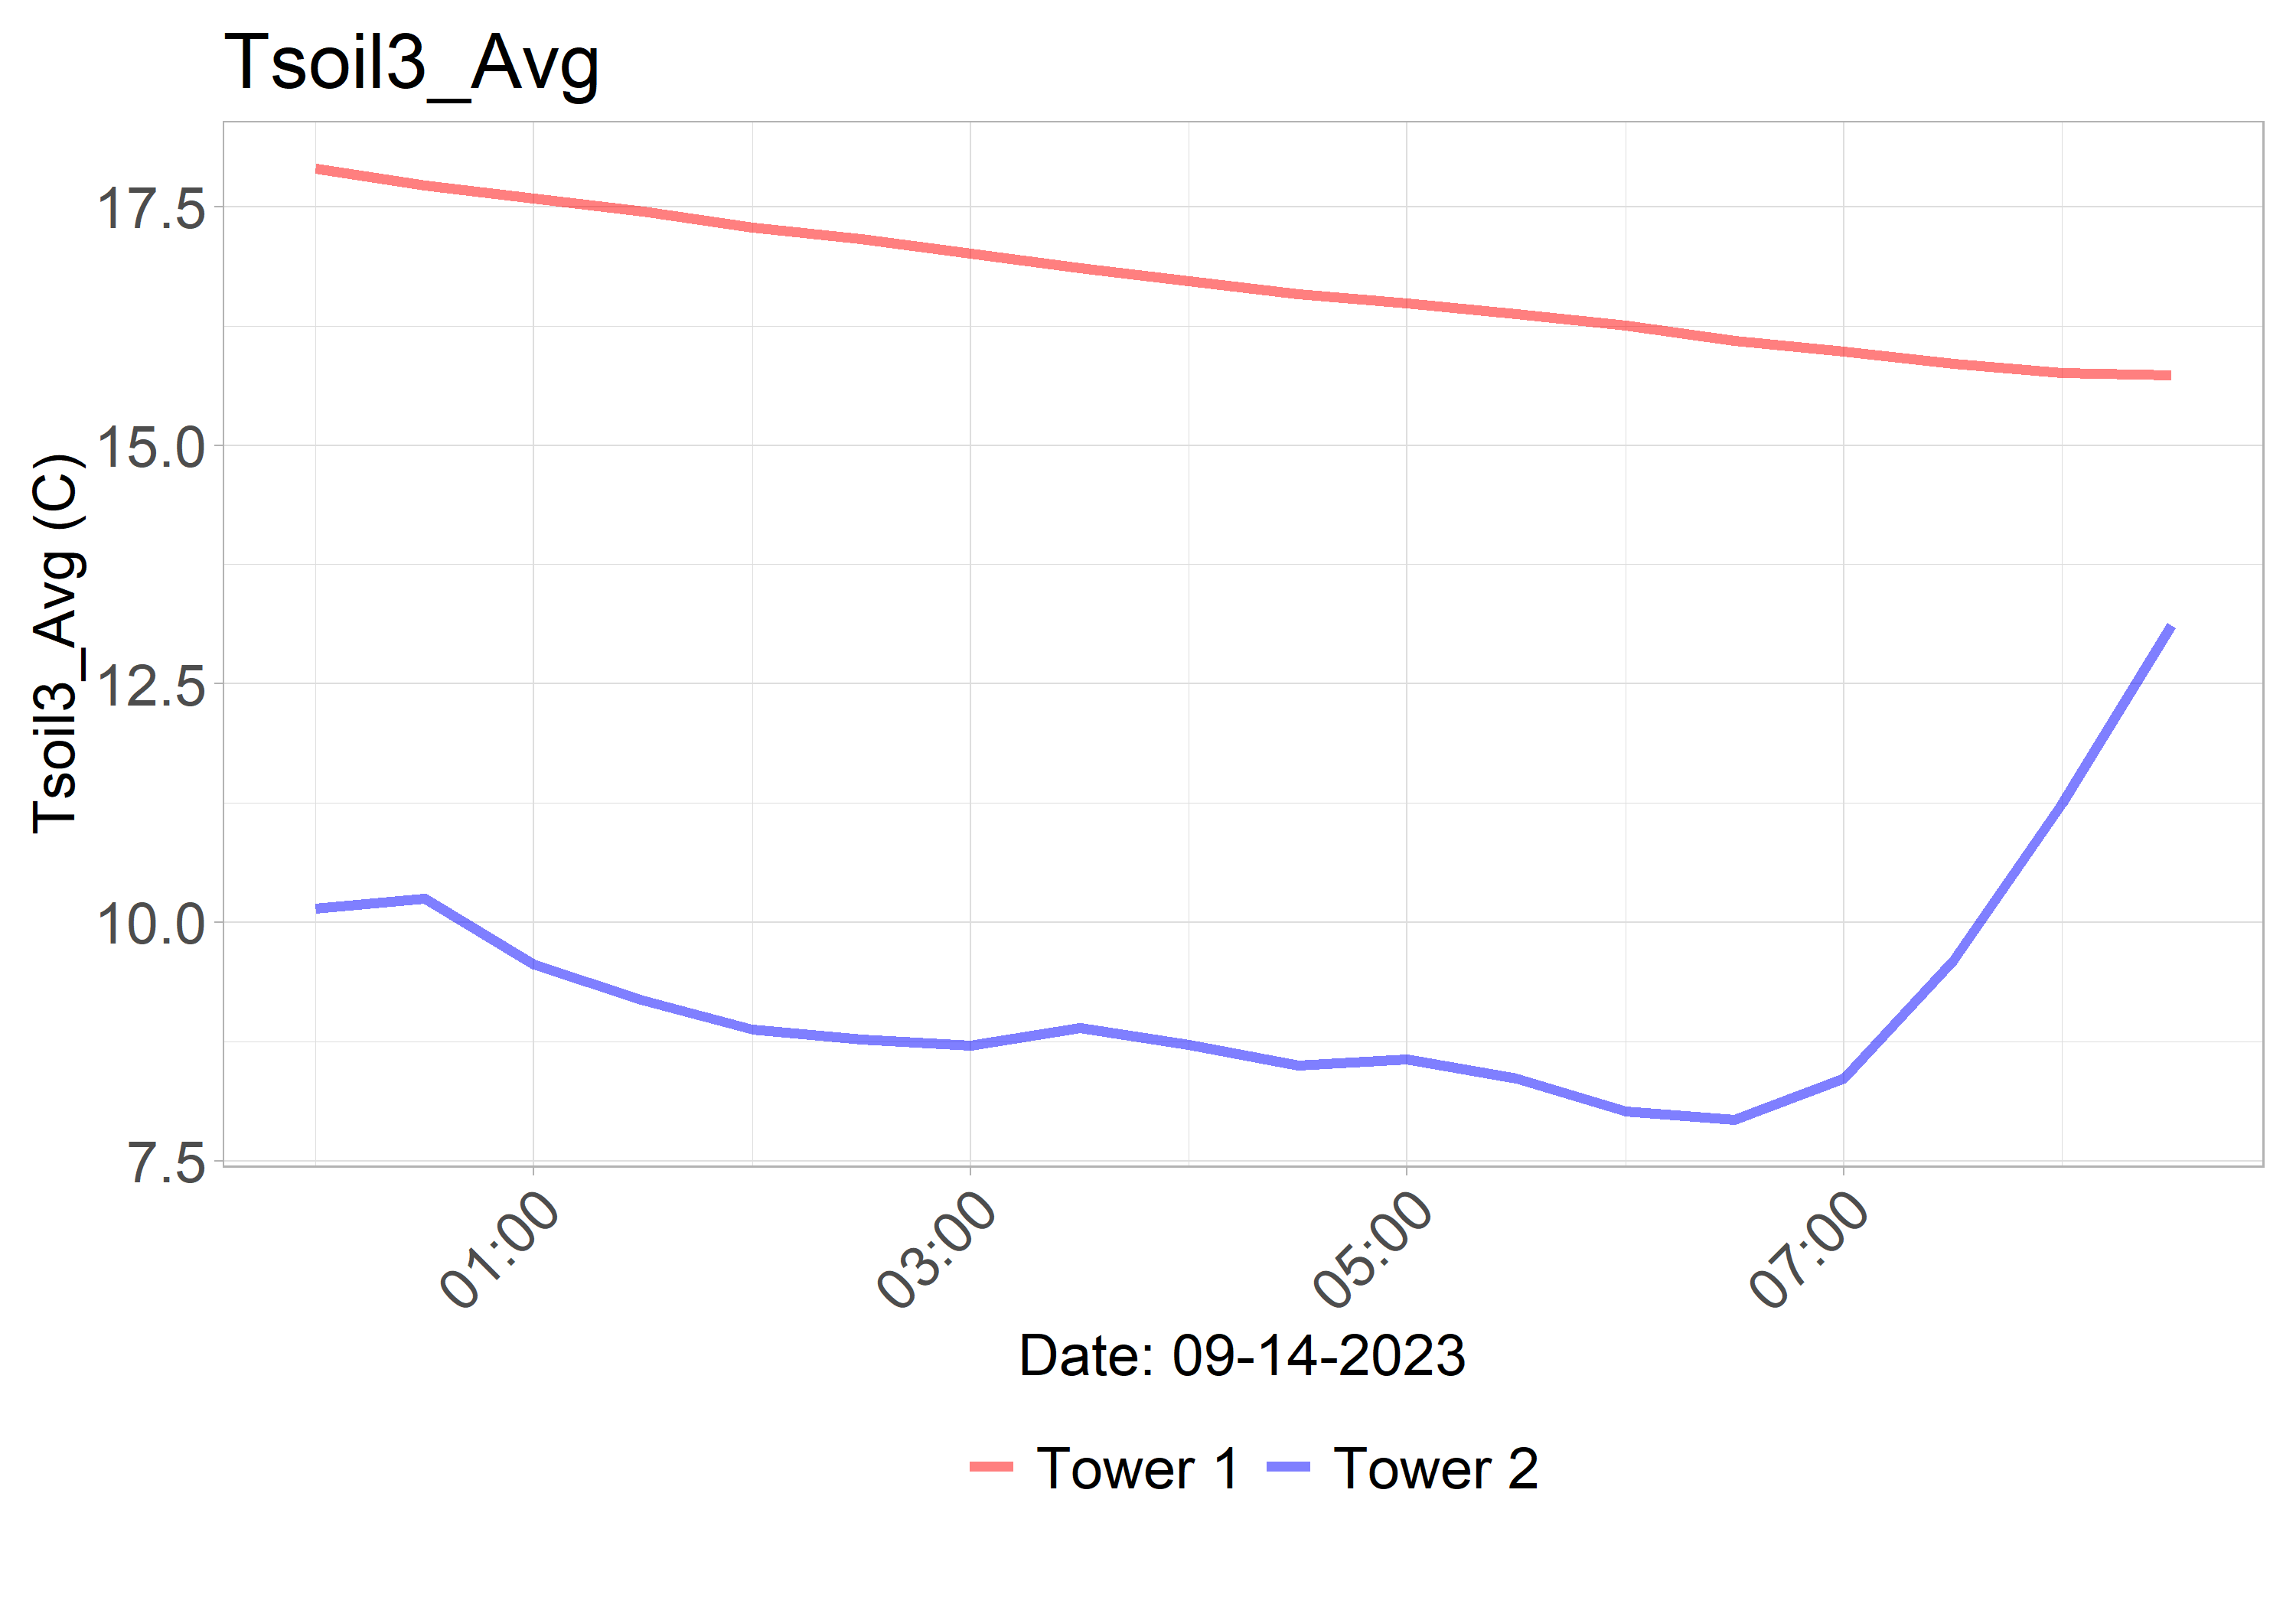 Tsoil3_Avg
Tsoil3_Avg (C)
17.5
15.0
12.5
10.0
7.5
01:00
03:00
05:00
07:00
Date: 09-14-2023
Tower 1
Tower 2